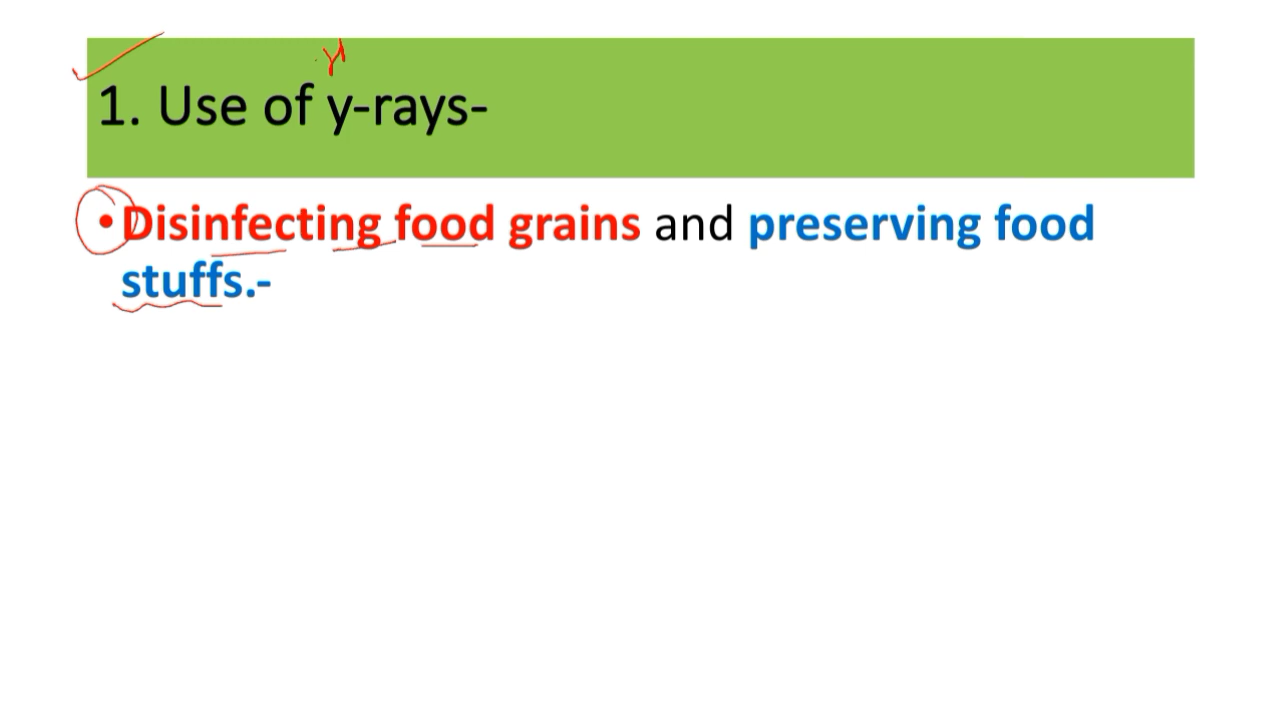 γ
1. Use of y-rays-
• Disinfecting food grains and preserving food
stuffs.-